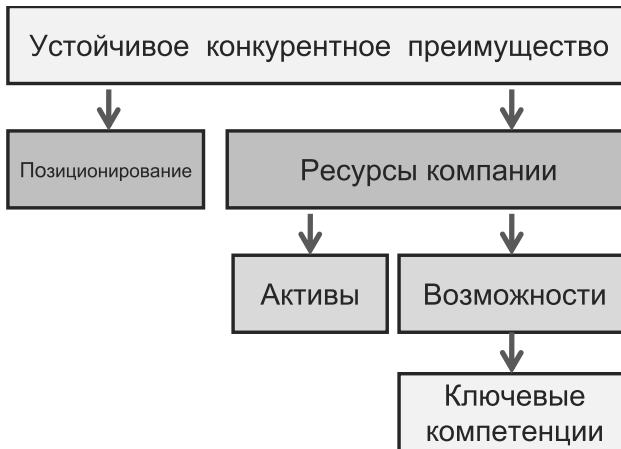 Устойчивое конкурентное преимущество
Позиционирование
Ресурсы компании
Активы
Возможности
Ключевые
компетенции